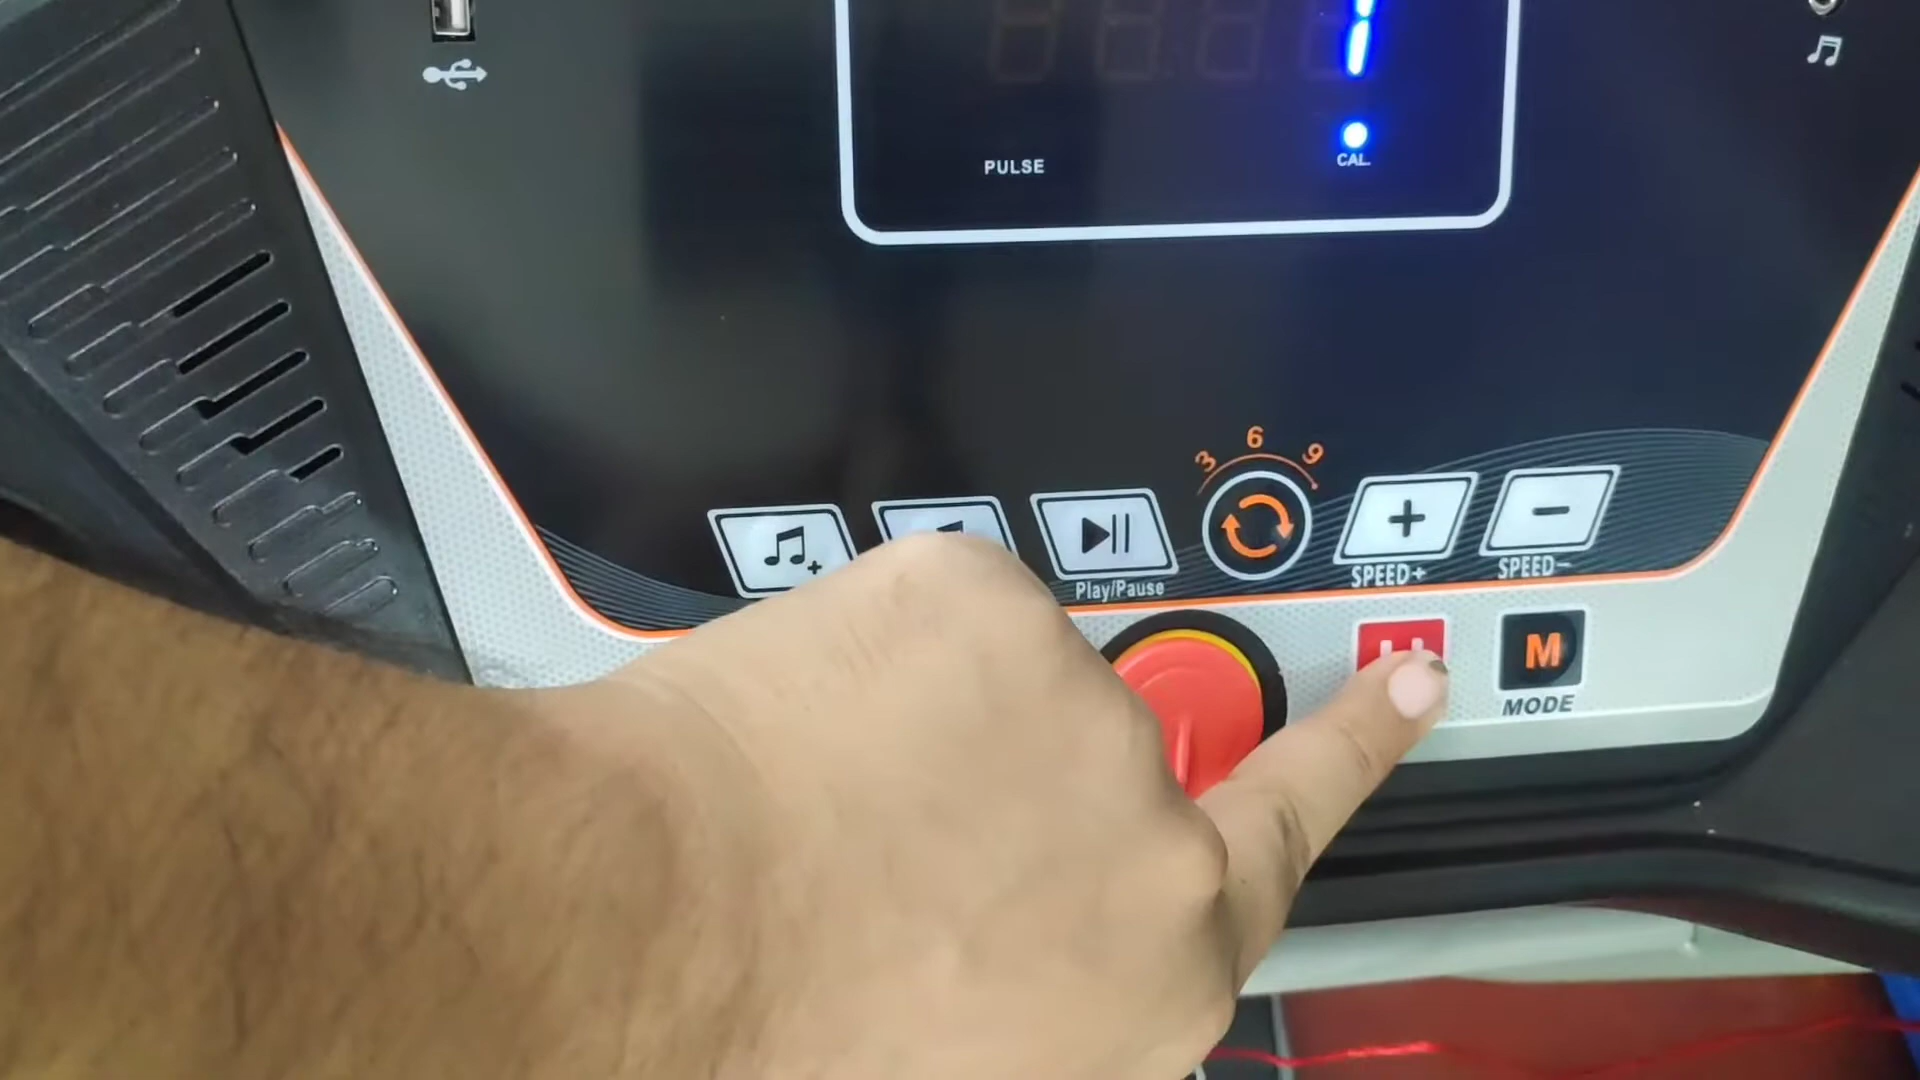 PULSE
CAL.
3 6 9
Play/Pause
SPEED+
SPEED-
M
MODE